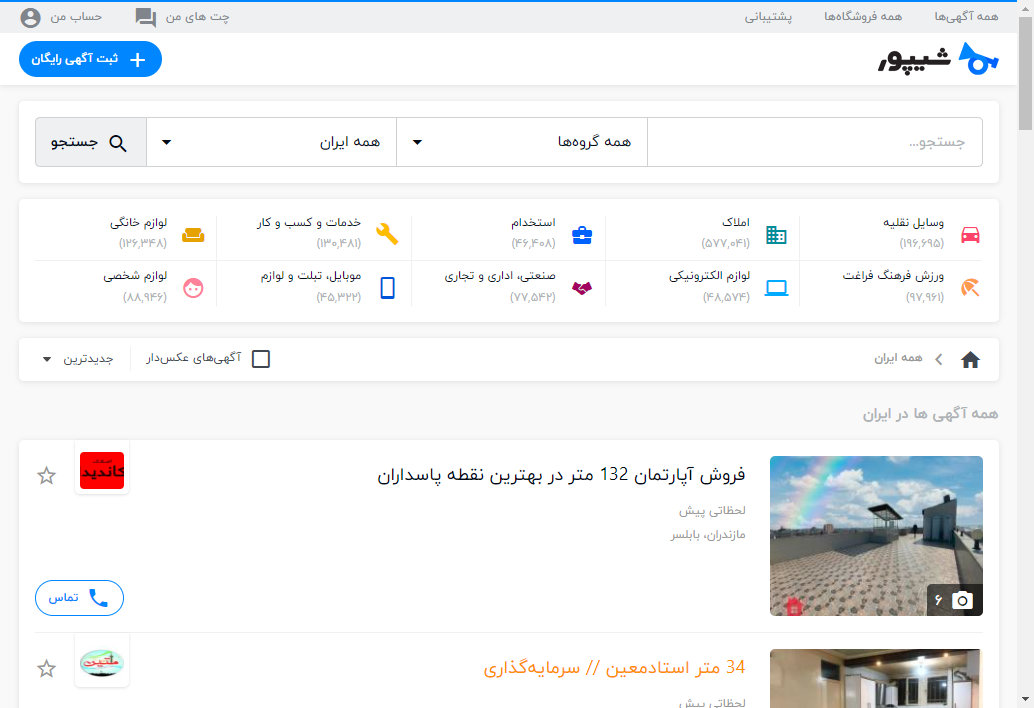 همه آگهی‌ها
همه فروشگاه‌ها
پشتیبانی
چت های من
حساب من
شیپور
ثبت آگهی رایگان
جستجو...
همه گروه‌ها
همه ایران
جستجو
وسایل نقلیه
(۱۹۶,۶۹۵)
املاک
(۵۷۷,۰۴۱)
استخدام
(۴۶,۴۰۸)
خدمات و کسب و کار
(۱۳۰,۴۸۱)
لوازم خانگی
(۱۲۶,۳۴۸)
ورزش فرهنگ فراغت
(۹۷,۹۶۱)
لوازم الکترونیکی
(۴۸,۵۷۴)
صنعتی، اداری و تجاری
(۷۷,۵۴۲)
موبایل، تبلت و لوازم
(۴۵,۳۲۲)
لوازم شخصی
(۸۸,۹۴۶)
همه ایران
آگهی‌های عکس‌دار
جدیدترین
همه آگهی ها در ایران
فروش آپارتمان 132 متر در بهترین نقطه پاسداران
لحظاتی پیش
مازندران، بابلسر
کاندید
تماس
۶
34 متر استادمعین // سرمایه‌گذاری
لحظاتی پیش